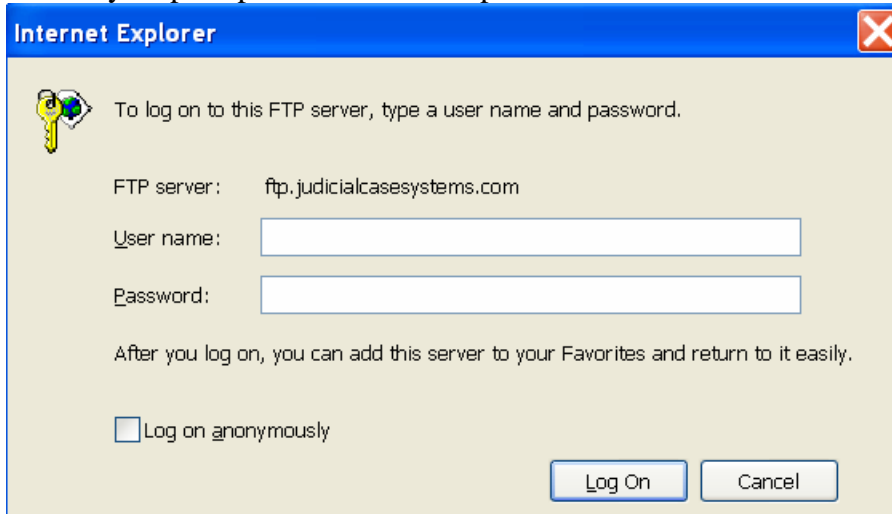 Internet Explorer
To log on to this FTP server, type a user name and password.
FTP server: ftp.judicialcasesystems.com
User name:
Password:
After you log on, you can add this server to your Favorites and return to it easily.
Log on anonymously
Log On Cancel